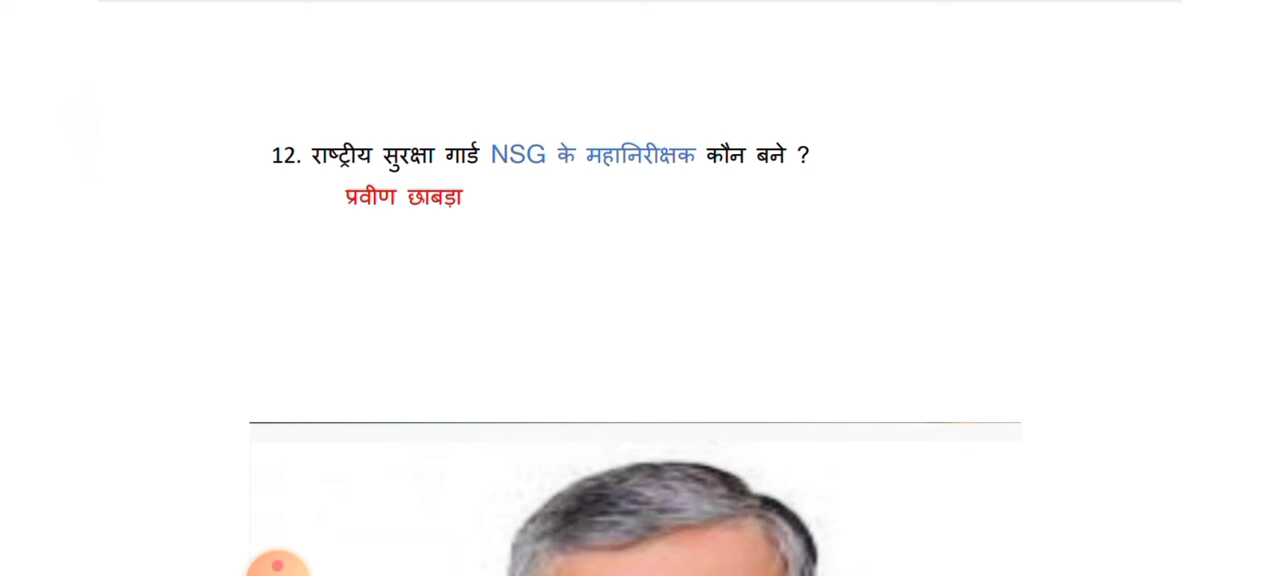 12. राष्ट्रीय सुरक्षा गार्ड NSG के महानिरीक्षक कौन बने ?
प्रवीण छाबड़ा